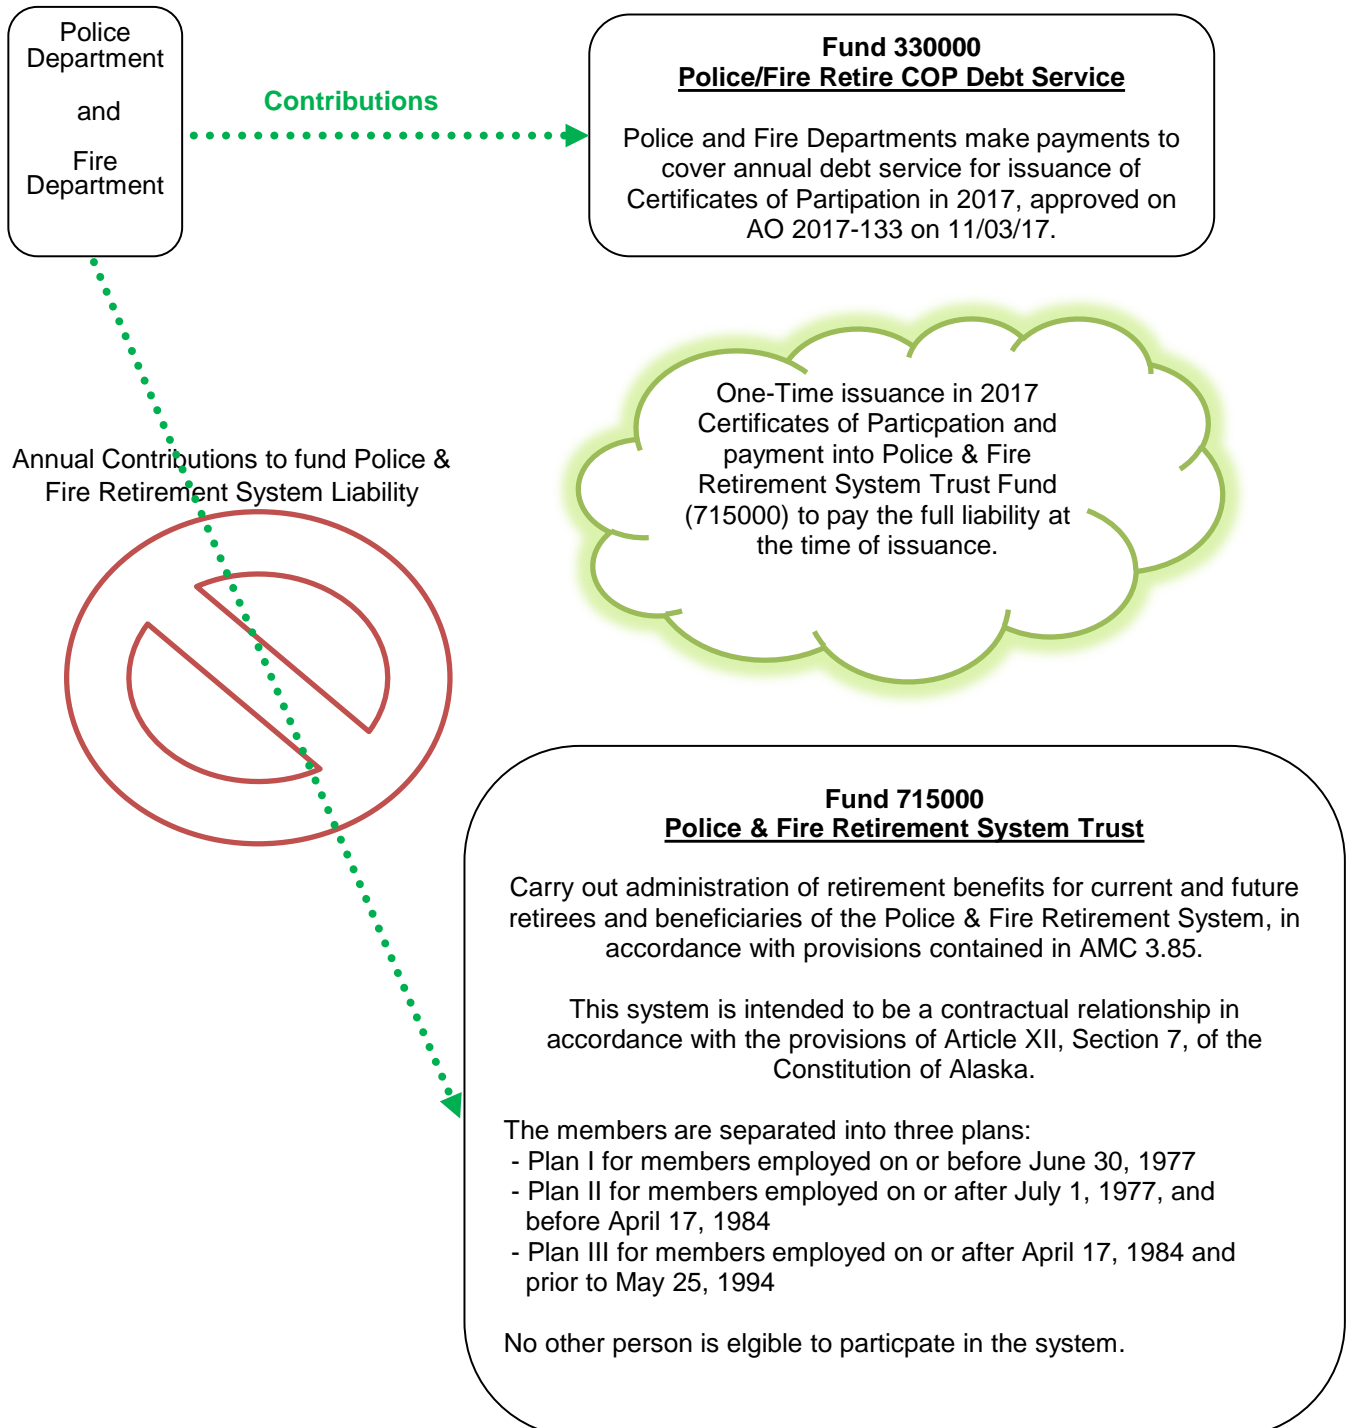 Police
Department
and
Fire
Department
Contributions
Fund 330000
Police/Fire Retire COP Debt Service
Police and Fire Departments make payments to
cover annual debt service for issuance of
Certificates of Partipation in 2017, approved on
AO 2017-133 on 11/03/17.
One-Time issuance in 2017
Certificates of Particpation and
payment into Police & Fire
Retirement System Trust Fund
(715000) to pay the full liability at
the time of issuance.
Annual Contributions to fund Police &
Fire Retirement System Liability
Fund 715000
Police & Fire Retirement System Trust
Carry out administration of retirement benefits for current and future
retirees and beneficiaries of the Police & Fire Retirement System, in
accordance with provisions contained in AMC 3.85.
This system is intended to be a contractual relationship in
accordance with the provisions of Article XII, Section 7, of the
Constitution of Alaska.
The members are separated into three plans:
- Plan I for members employed on or before June 30, 1977
- Plan II for members employed on or after July 1, 1977, and
before April 17, 1984
- Plan III for members employed on or after April 17, 1984 and
prior to May 25, 1994
No other person is elgible to particpate in the system.